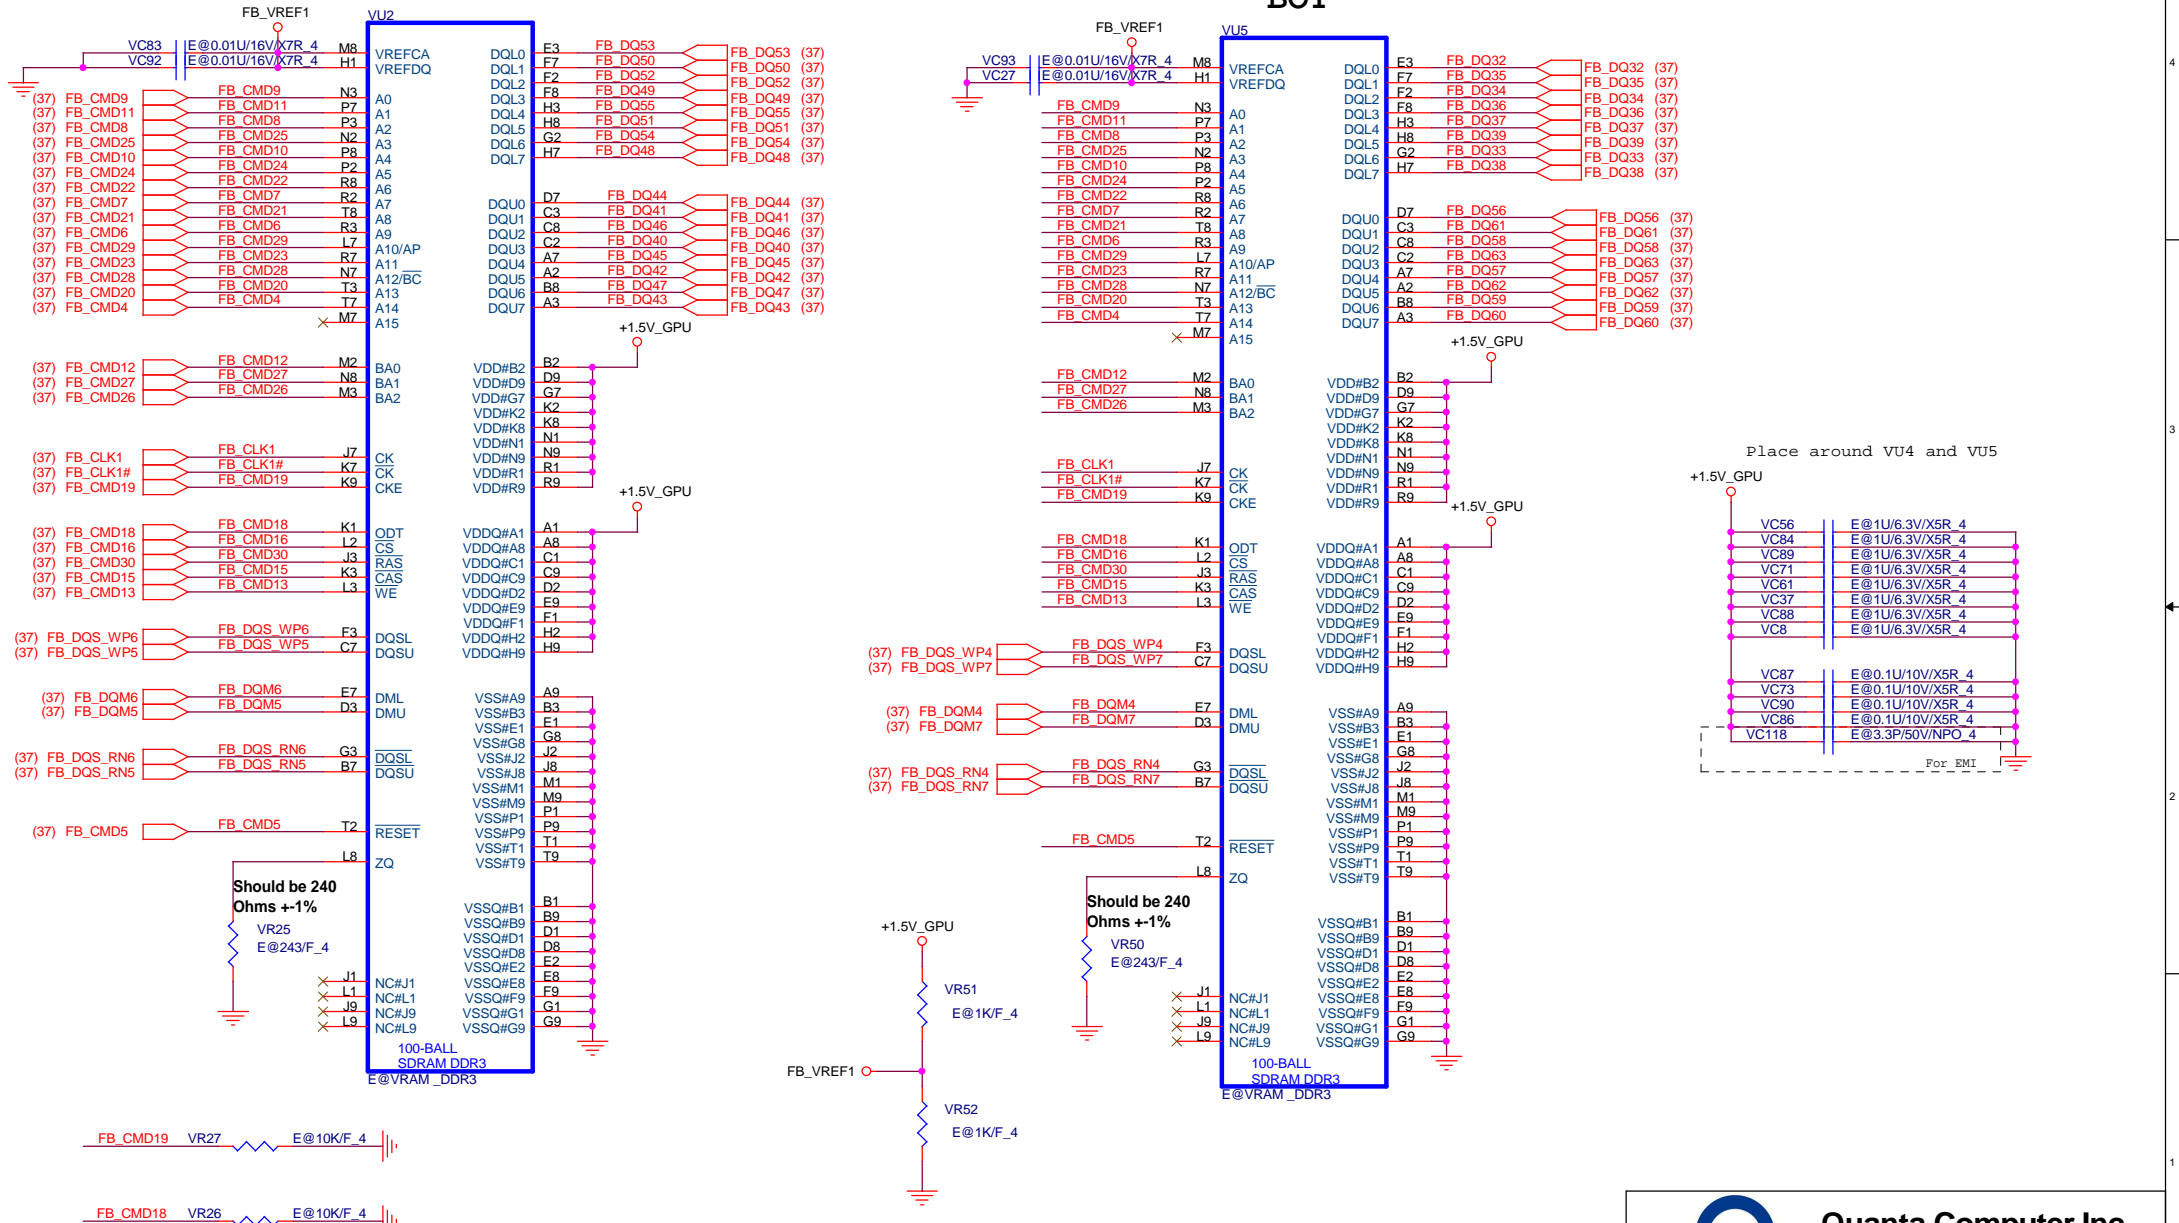 BOT
FB_VREF1
VU2
VC83 E@0.01U/16V/X7R_4 M8 VREFCA
VC92 E@0.01U/16V/X7R_4 H1 VREFDQ
(37) FB_CMD9 FB_CMD9 N3 A0
(37) FB_CMD11 FB_CMD11 P7 A1
(37) FB_CMD8 FB_CMD8 P3 A2
(37) FB_CMD25 FB_CMD25 N2 A3
(37) FB_CMD10 FB_CMD10 P8 A4
(37) FB_CMD24 FB_CMD24 P2 A5
(37) FB_CMD22 FB_CMD22 R8 A6
(37) FB_CMD7 FB_CMD7 R2 A7
(37) FB_CMD21 FB_CMD21 T8 A8
(37) FB_CMD6 FB_CMD6 R3 A9
(37) FB_CMD29 FB_CMD29 L7 A10/AP
(37) FB_CMD23 FB_CMD23 R7 A11
(37) FB_CMD28 FB_CMD28 N7 A12/BC
(37) FB_CMD20 FB_CMD20 T3 A13
(37) FB_CMD4 FB_CMD4 T7 A14
M7 A15
(37) FB_CMD12 FB_CMD12 M2 BA0
(37) FB_CMD27 FB_CMD27 N8 BA1
(37) FB_CMD26 FB_CMD26 M3 BA2
(37) FB_CLK1 FB_CLK1 J7 CK
(37) FB_CLK1# FB_CLK1# K7 CK
(37) FB_CMD19 FB_CMD19 K9 CKE
(37) FB_CMD18 FB_CMD18 K1 ODT
(37) FB_CMD16 FB_CMD16 L2 CS
(37) FB_CMD30 FB_CMD30 J3 RAS
(37) FB_CMD15 FB_CMD15 K3 CAS
(37) FB_CMD13 FB_CMD13 L3 WE
(37) FB_DQS_WP6 FB_DQS_WP6 F3 DQSL
(37) FB_DQS_WP5 FB_DQS_WP5 C7 DQSU
(37) FB_DQM6 FB_DQM6 E7 DML
(37) FB_DQM5 FB_DQM5 D3 DMU
(37) FB_DQS_RN6 FB_DQS_RN6 G3 DQSL
(37) FB_DQS_RN5 FB_DQS_RN5 B7 DQSU
(37) FB_CMD5 FB_CMD5 T2 RESET
L8 ZQ
Should be 240
Ohms +-1%
VR25
E@243/F_4
J1 NC#J1
L1 NC#L1
J9 NC#J9
L9 NC#L9
DQL0 E3 FB_DQ53 FB_DQ53 (37)
DQL1 F7 FB_DQ50 FB_DQ50 (37)
DQL2 F2 FB_DQ52 FB_DQ52 (37)
DQL3 F8 FB_DQ49 FB_DQ49 (37)
DQL4 H3 FB_DQ55 FB_DQ55 (37)
DQL5 H8 FB_DQ51 FB_DQ51 (37)
DQL6 G2 FB_DQ54 FB_DQ54 (37)
DQL7 H7 FB_DQ48 FB_DQ48 (37)
DQU0 D7 FB_DQ44 FB_DQ44 (37)
DQU1 C3 FB_DQ41 FB_DQ41 (37)
DQU2 C8 FB_DQ46 FB_DQ46 (37)
DQU3 C2 FB_DQ40 FB_DQ40 (37)
DQU4 A7 FB_DQ45 FB_DQ45 (37)
DQU5 A2 FB_DQ42 FB_DQ42 (37)
DQU6 B8 FB_DQ47 FB_DQ47 (37)
DQU7 A3 FB_DQ43 FB_DQ43 (37)
+1.5V_GPU
VDD#B2 B2
VDD#D9 D9
VDD#G7 G7
VDD#K2 K2
VDD#K8 K8
VDD#N1 N1
VDD#N9 N9
VDD#R1 R1
VDD#R9 R9
+1.5V_GPU
VDDQ#A1 A1
VDDQ#A8 A8
VDDQ#C1 C1
VDDQ#C9 C9
VDDQ#D2 D2
VDDQ#E9 E9
VDDQ#F1 F1
VDDQ#H2 H2
VDDQ#H9 H9
VSS#A9 A9
VSS#B3 B3
VSS#E1 E1
VSS#G8 G8
VSS#J2 J2
VSS#J8 J8
VSS#M1 M1
VSS#M9 M9
VSS#P1 P1
VSS#P9 P9
VSS#T1 T1
VSS#T9 T9
VSSQ#B1 B1
VSSQ#B9 B9
VSSQ#D1 D1
VSSQ#D8 D8
VSSQ#E2 E2
VSSQ#E8 E8
VSSQ#F9 F9
VSSQ#G1 G1
VSSQ#G9 G9
100-BALL
SDRAM DDR3
E@VRAM _DDR3
FB_CMD19 VR27 E@10K/F_4
FB_CMD18 VR26 E@10K/F_4
+1.5V_GPU
VR51
E@1K/F_4
FB_VREF1
VR52
E@1K/F_4
FB_VREF1
VU5
VC93 E@0.01U/16V/X7R_4 M8 VREFCA
VC27 E@0.01U/16V/X7R_4 H1 VREFDQ
FB_CMD9 N3 A0
FB_CMD11 P7 A1
FB_CMD8 P3 A2
FB_CMD25 N2 A3
FB_CMD10 P8 A4
FB_CMD24 P2 A5
FB_CMD22 R8 A6
FB_CMD7 R2 A7
FB_CMD21 T8 A8
FB_CMD6 R3 A9
FB_CMD29 L7 A10/AP
FB_CMD23 R7 A11
FB_CMD28 N7 A12/BC
FB_CMD20 T3 A13
FB_CMD4 T7 A14
M7 A15
FB_CMD12 M2 BA0
FB_CMD27 N8 BA1
FB_CMD26 M3 BA2
FB_CLK1 J7 CK
FB_CLK1# K7 CK
FB_CMD19 K9 CKE
FB_CMD18 K1 ODT
FB_CMD16 L2 CS
FB_CMD30 J3 RAS
FB_CMD15 K3 CAS
FB_CMD13 L3 WE
(37) FB_DQS_WP4 FB_DQS_WP4 F3 DQSL
(37) FB_DQS_WP7 FB_DQS_WP7 C7 DQSU
(37) FB_DQM4 FB_DQM4 E7 DML
(37) FB_DQM7 FB_DQM7 D3 DMU
(37) FB_DQS_RN4 FB_DQS_RN4 G3 DQSL
(37) FB_DQS_RN7 FB_DQS_RN7 B7 DQSU
FB_CMD5 T2 RESET
L8 ZQ
Should be 240
Ohms +-1%
VR50
E@243/F_4
J1 NC#J1
L1 NC#L1
J9 NC#J9
L9 NC#L9
DQL0 E3 FB_DQ32 FB_DQ32 (37)
DQL1 F7 FB_DQ35 FB_DQ35 (37)
DQL2 F2 FB_DQ34 FB_DQ34 (37)
DQL3 F8 FB_DQ36 FB_DQ36 (37)
DQL4 H3 FB_DQ37 FB_DQ37 (37)
DQL5 H8 FB_DQ39 FB_DQ39 (37)
DQL6 G2 FB_DQ33 FB_DQ33 (37)
DQL7 H7 FB_DQ38 FB_DQ38 (37)
DQU0 D7 FB_DQ56 FB_DQ56 (37)
DQU1 C3 FB_DQ61 FB_DQ61 (37)
DQU2 C8 FB_DQ58 FB_DQ58 (37)
DQU3 C2 FB_DQ63 FB_DQ63 (37)
DQU4 A7 FB_DQ57 FB_DQ57 (37)
DQU5 A2 FB_DQ62 FB_DQ62 (37)
DQU6 B8 FB_DQ59 FB_DQ59 (37)
DQU7 A3 FB_DQ60 FB_DQ60 (37)
+1.5V_GPU
VDD#B2 B2
VDD#D9 D9
VDD#G7 G7
VDD#K2 K2
VDD#K8 K8
VDD#N1 N1
VDD#N9 N9
VDD#R1 R1
VDD#R9 R9
+1.5V_GPU
VDDQ#A1 A1
VDDQ#A8 A8
VDDQ#C1 C1
VDDQ#C9 C9
VDDQ#D2 D2
VDDQ#E9 E9
VDDQ#F1 F1
VDDQ#H2 H2
VDDQ#H9 H9
VSS#A9 A9
VSS#B3 B3
VSS#E1 E1
VSS#G8 G8
VSS#J2 J2
VSS#J8 J8
VSS#M1 M1
VSS#M9 M9
VSS#P1 P1
VSS#P9 P9
VSS#T1 T1
VSS#T9 T9
VSSQ#B1 B1
VSSQ#B9 B9
VSSQ#D1 D1
VSSQ#D8 D8
VSSQ#E2 E2
VSSQ#E8 E8
VSSQ#F9 F9
VSSQ#G1 G1
VSSQ#G9 G9
100-BALL
SDRAM DDR3
E@VRAM _DDR3
Place around VU4 and VU5
+1.5V_GPU
VC56 E@1U/6.3V/X5R_4
VC84 E@1U/6.3V/X5R_4
VC89 E@1U/6.3V/X5R_4
VC71 E@1U/6.3V/X5R_4
VC61 E@1U/6.3V/X5R_4
VC37 E@1U/6.3V/X5R_4
VC88 E@1U/6.3V/X5R_4
VC8 E@1U/6.3V/X5R_4
VC87 E@0.1U/10V/X5R_4
VC73 E@0.1U/10V/X5R_4
VC90 E@0.1U/10V/X5R_4
VC86 E@0.1U/10V/X5R_4
VC118 E@3.3P/50V/NPO_4
For EMI
4
3
2
1
Quanta Computer Inc